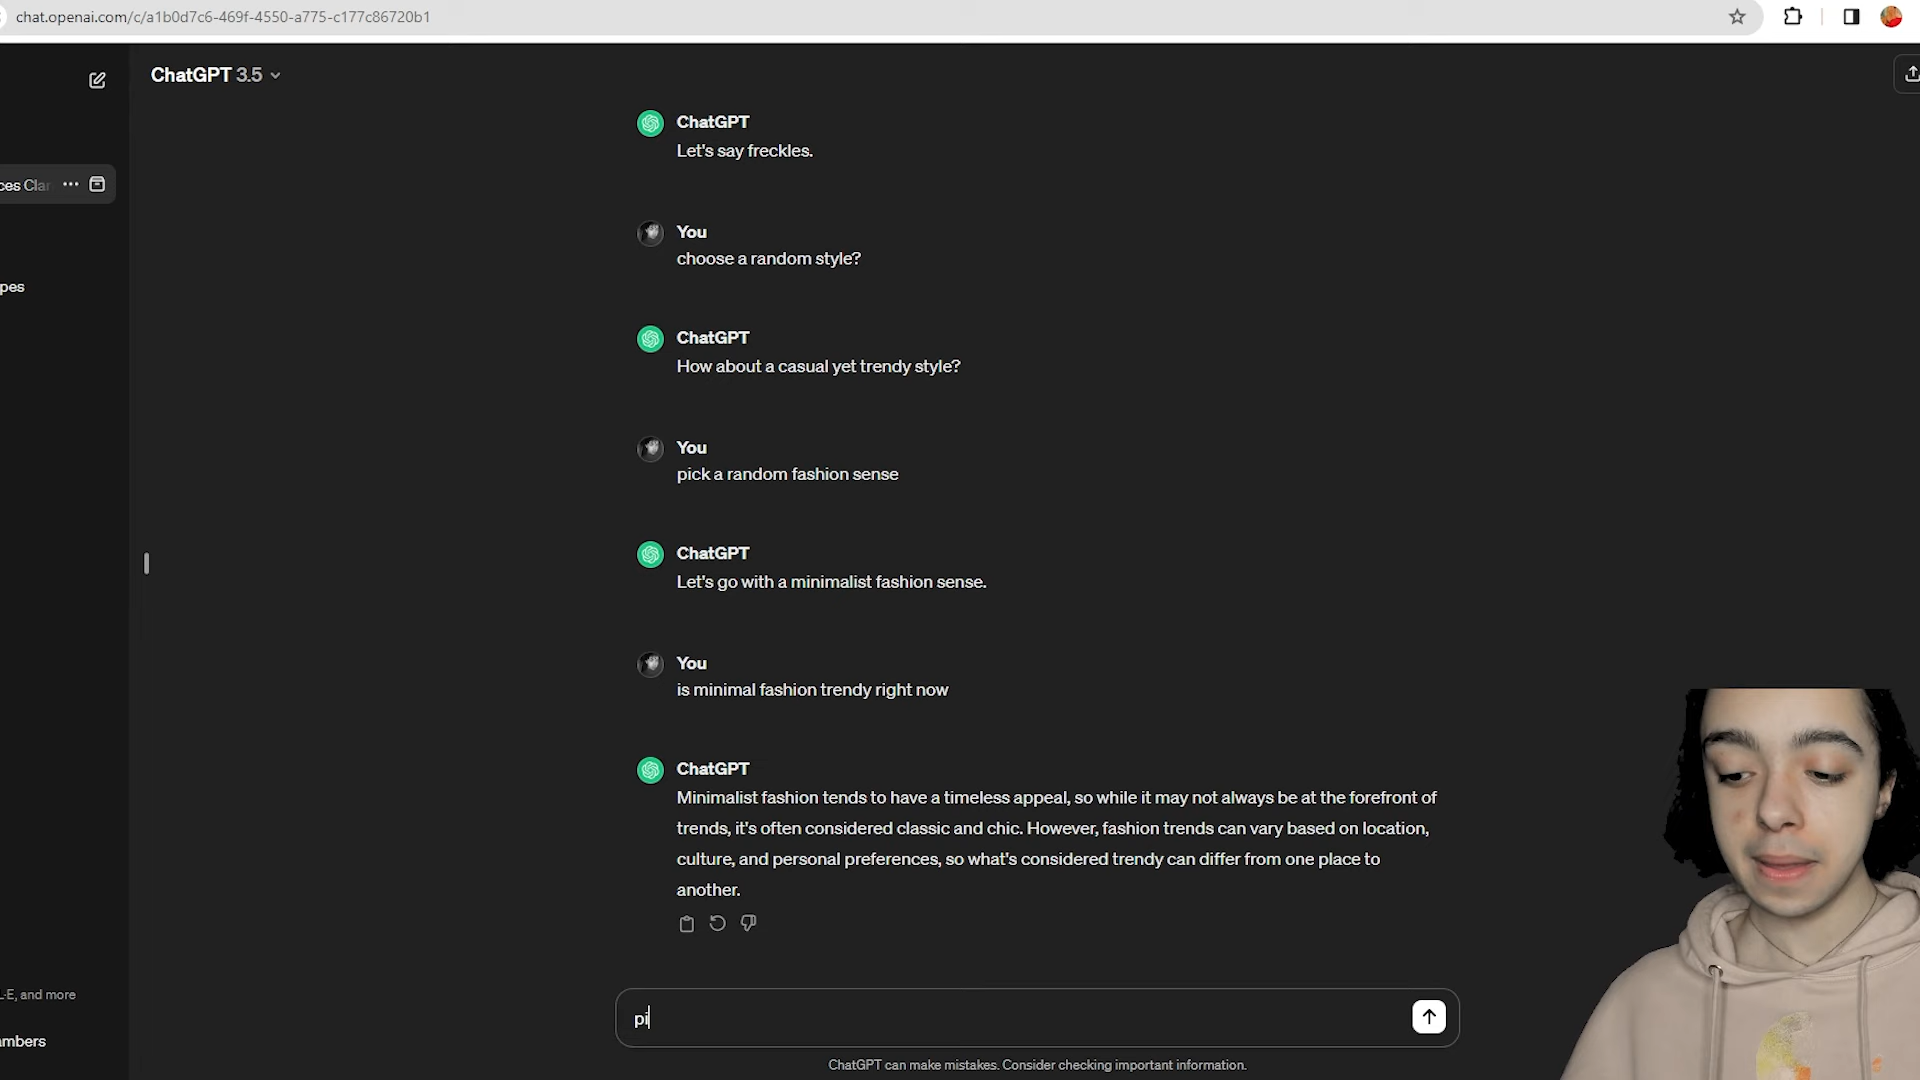 chat.openai.com/c/a1b0d7c6-469f-4550-a775-c177c86720b1
ChatGPT 3.5
ChatGPT
Let's say freckles.
ces Clar
You
choose a random style?
pes
ChatGPT
How about a casual yet trendy style?
You
pick a random fashion sense
ChatGPT
Let's go with a minimalist fashion sense.
You
is minimal fashion trendy right now
ChatGPT
Minimalist fashion tends to have a timeless appeal, so while it may not always be at the forefront of
trends, it's often considered classic and chic. However, fashion trends can vary based on location,
culture, and personal preferences, so what's considered trendy can differ from one place to
another.
L·E, and more
pi
ambers
ChatGPT can make mistakes. Consider checking important information.